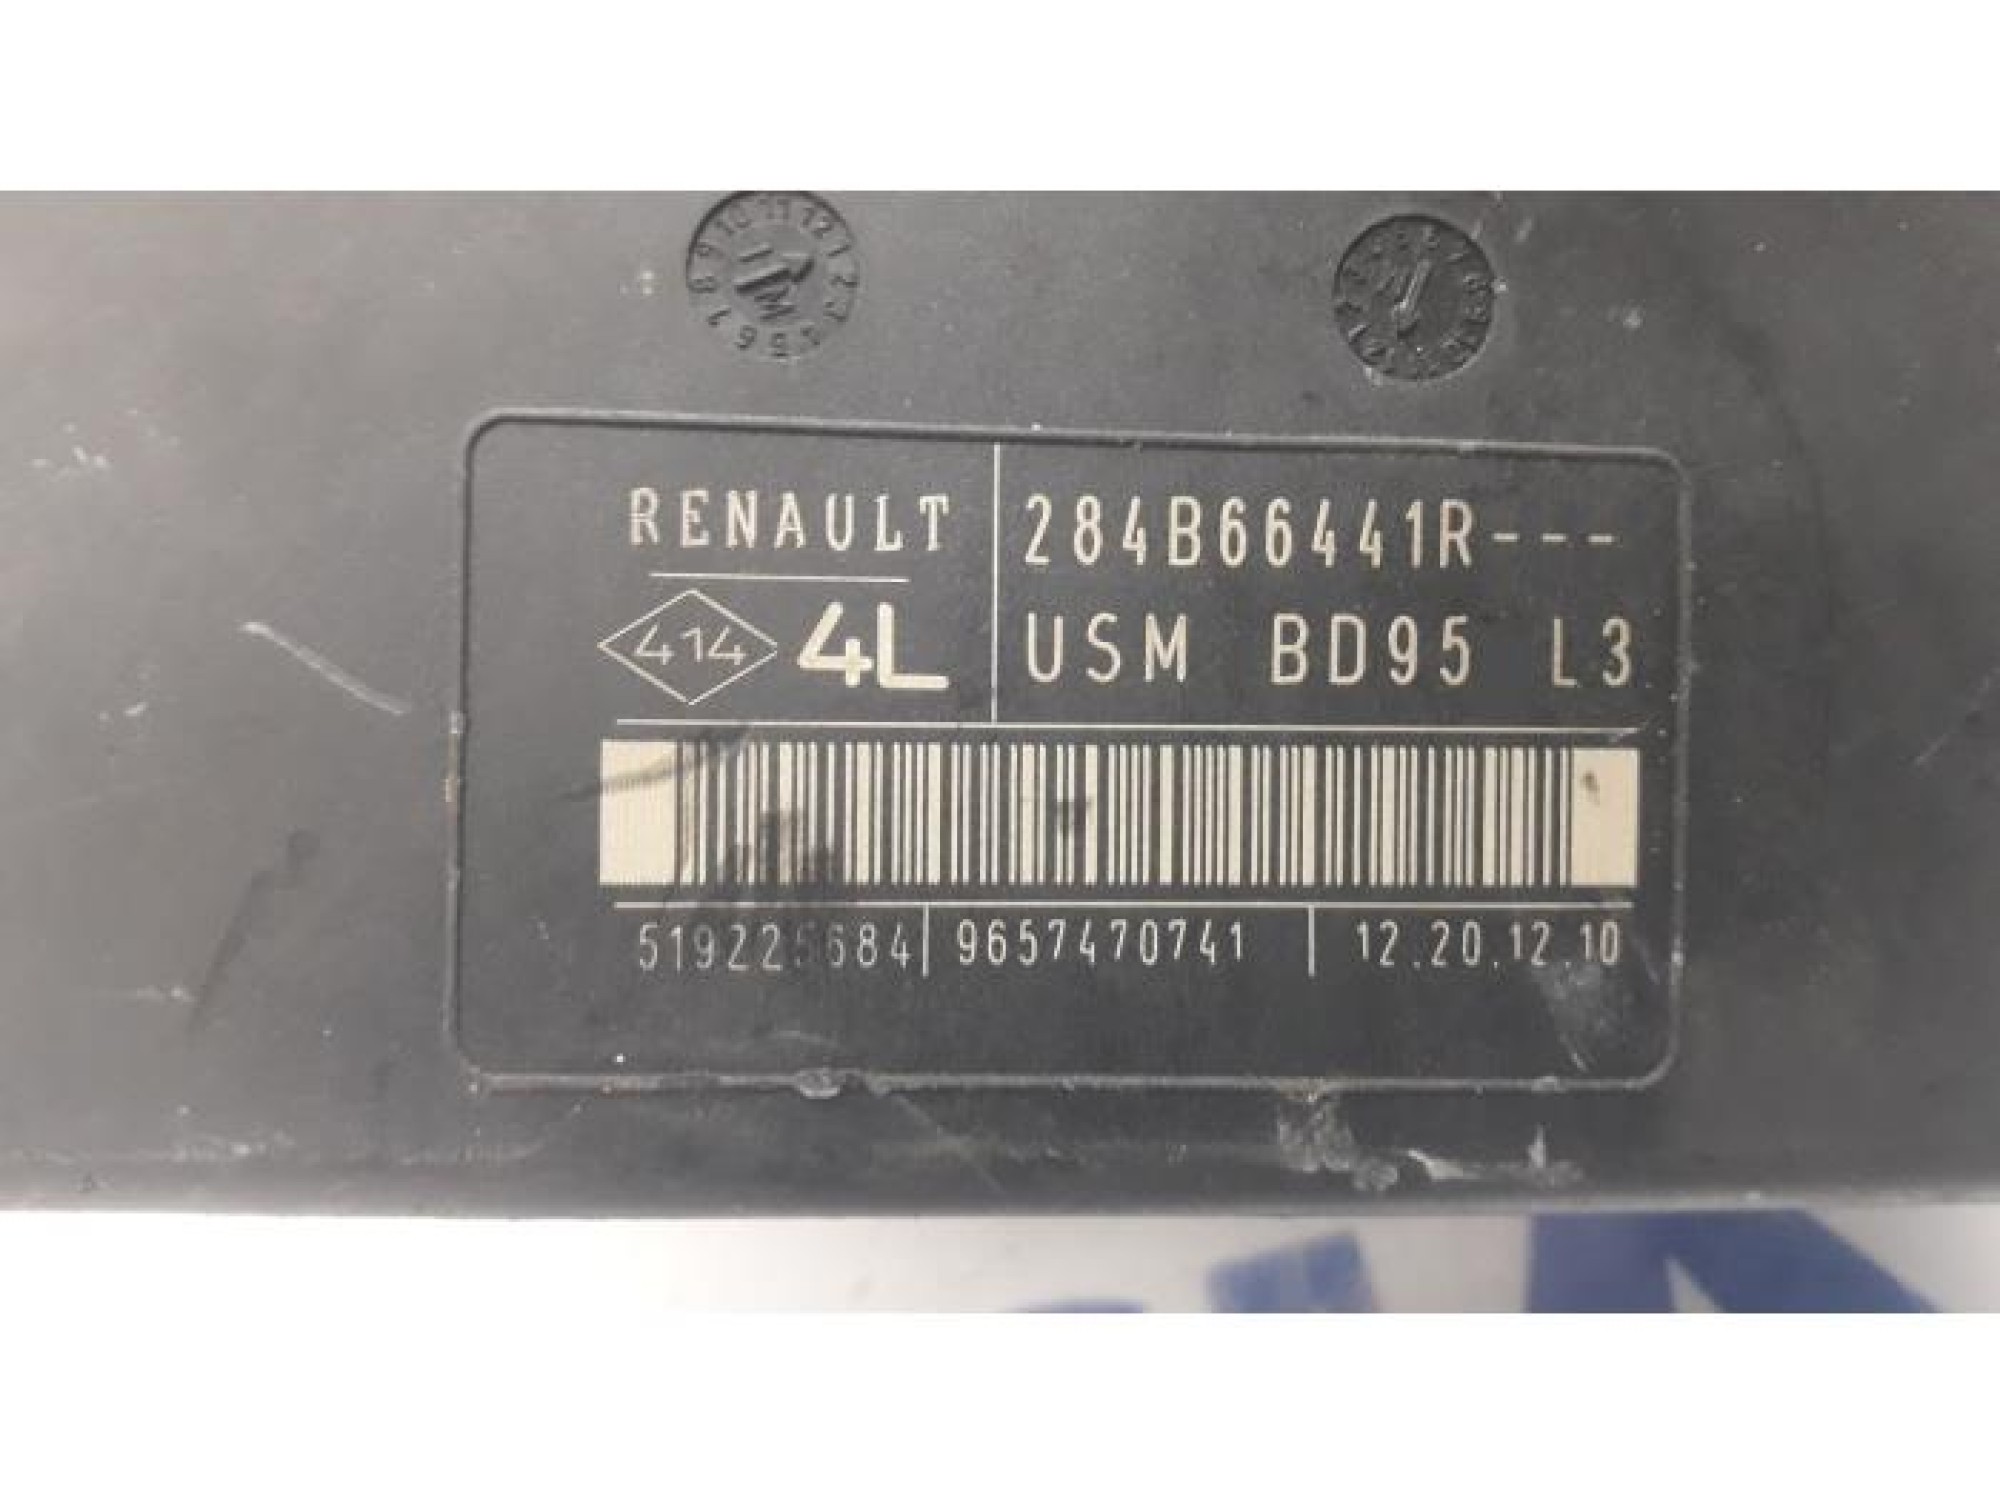 RENAULT 284B66441R---
414 4L USM BD95 L3
519225684 9657470741 12.20.12.10